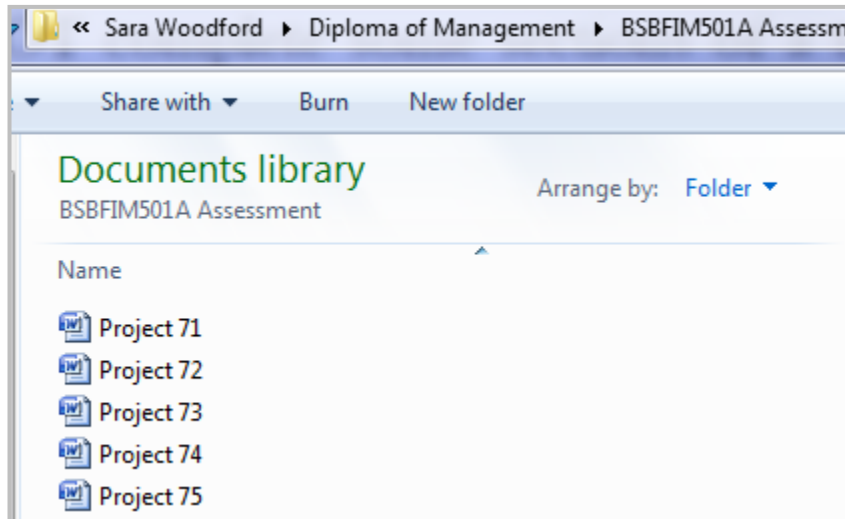 « Sara Woodford ▸ Diploma of Management ▸ BSBFIM501A
Share with Burn New folder
Documents library
BSBFIM501A Assessment
Arrange by: Folder
Name
Project 71
Project 72
Project 73
Project 74
Project 75